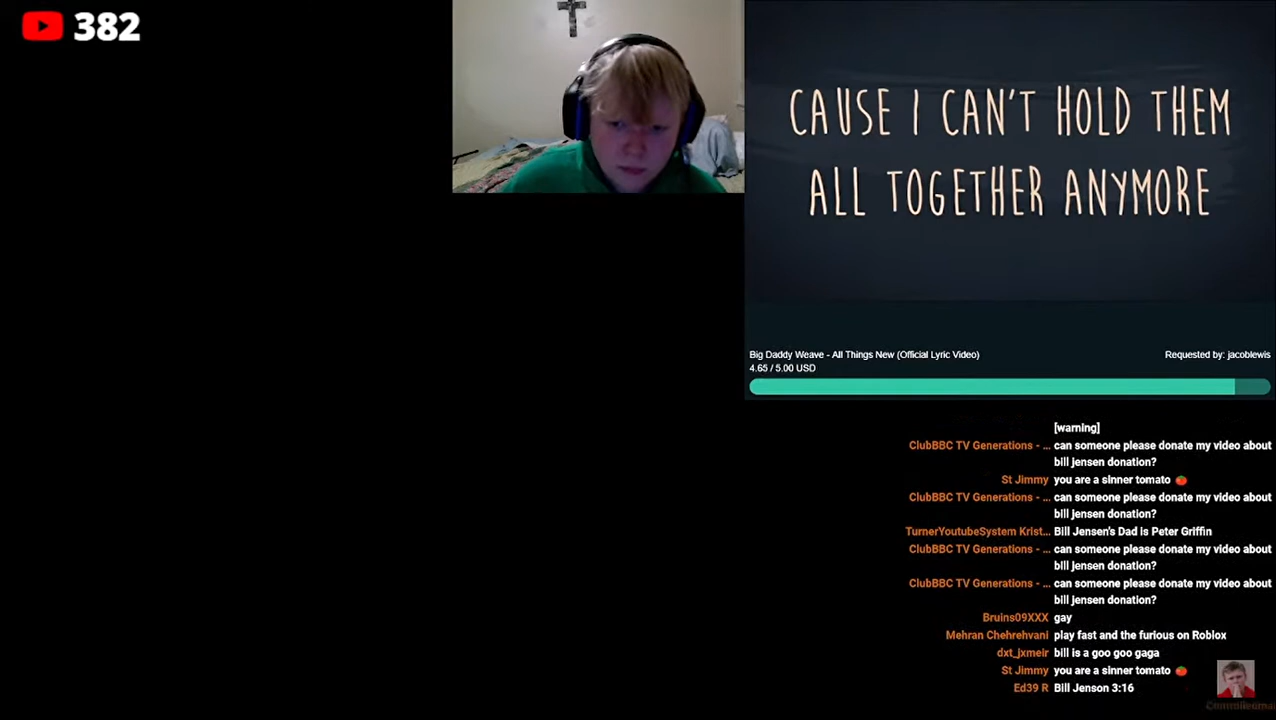 382
CAUSE I CAN'T HOLD THEM
ALL TOGETHER ANYMORE
Big Daddy Weave - All Things New (Official Lyric Video) Requested by: jacoblewis
4.65 / 5.00 USD
[warning]
ClubBBC TV Generations - ... can someone please donate my video about
bill jensen donation?
St Jimmy you are a sinner tomato 🍅
ClubBBC TV Generations - ... can someone please donate my video about
bill jensen donation?
TurnerYoutubeSystem Krist... Bill Jensen's Dad is Peter Griffin
ClubBBC TV Generations - ... can someone please donate my video about
bill jensen donation?
ClubBBC TV Generations - ... can someone please donate my video about
bill jensen donation?
Bruins09XXX gay
Mehran Chehrehvani play fast and the furious on Roblox
dxt_jxmeir bill is a goo goo gaga
St Jimmy you are a sinner tomato 🍅
Ed39 R Bill Jenson 3:16